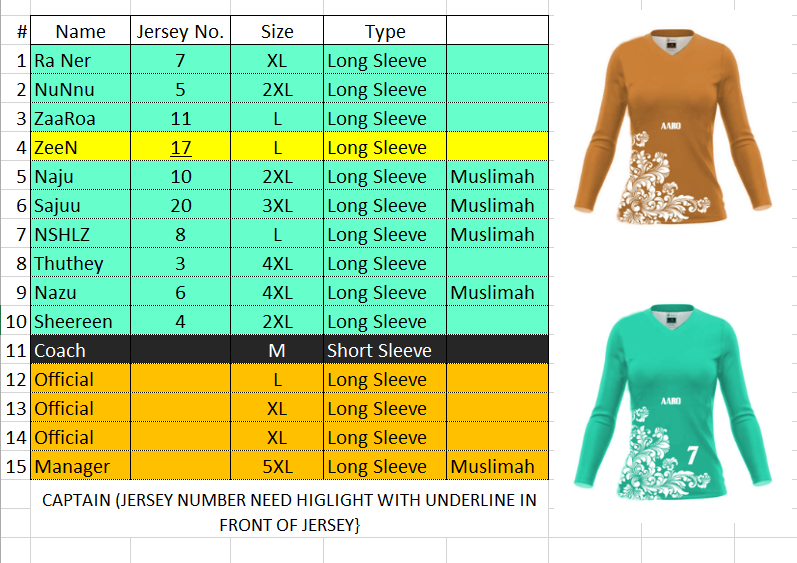 # Name Jersey No. Size Type
1 Ra Ner 7 XL Long Sleeve
2 NuNnu 5 2XL Long Sleeve
3 ZaaRoa 11 L Long Sleeve
4 ZeeN 17 L Long Sleeve
5 Naju 10 2XL Long Sleeve Muslimah
6 Sajuu 20 3XL Long Sleeve Muslimah
7 NSHLZ 8 L Long Sleeve Muslimah
8 Thuthey 3 4XL Long Sleeve
9 Nazu 6 4XL Long Sleeve Muslimah
10 Sheereen 4 2XL Long Sleeve
11 Coach M Short Sleeve
12 Official L Long Sleeve
13 Official XL Long Sleeve
14 Official XL Long Sleeve
15 Manager 5XL Long Sleeve Muslimah
CAPTAIN (JERSEY NUMBER NEED HIGLIGHT WITH UNDERLINE IN
FRONT OF JERSEY}
AABO
AABO
7